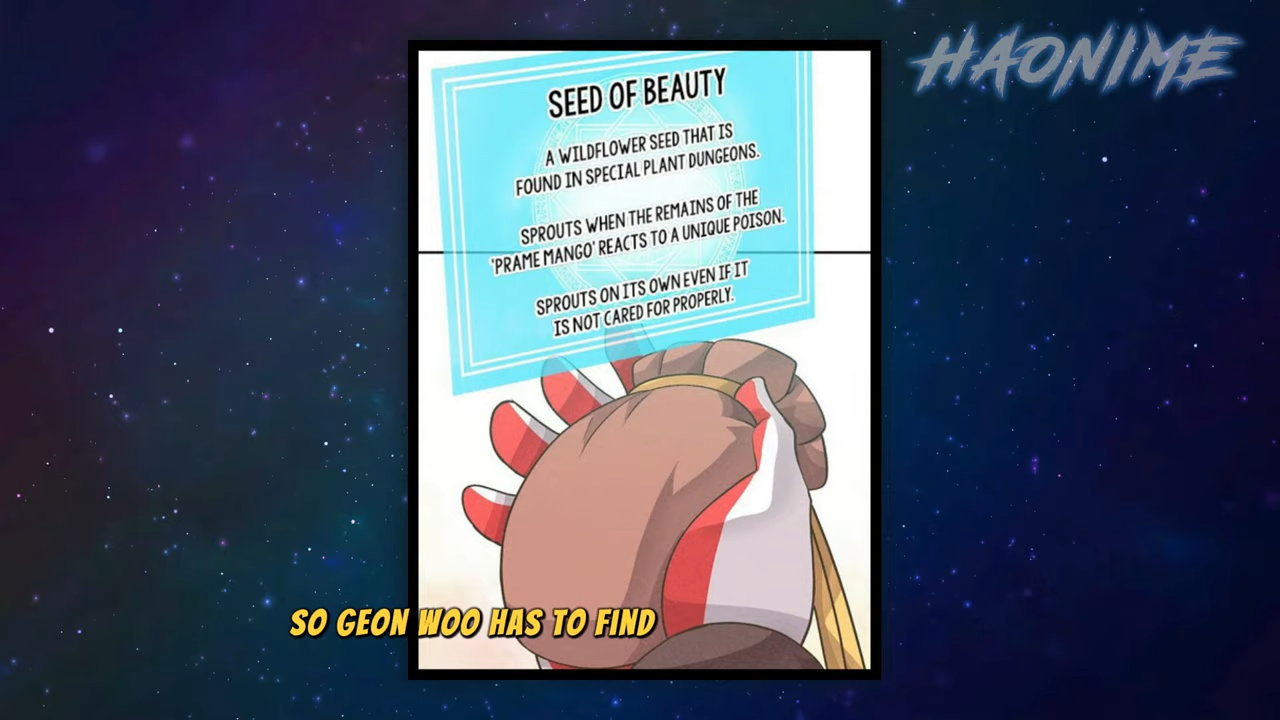 HAONIME
SEED OF BEAUTY
A WILDFLOWER SEED THAT IS
FOUND IN SPECIAL PLANT DUNGEONS.
SPROUTS WHEN THE REMAINS OF THE
'PRAME MANGO' REACTS TO A UNIQUE POISON.
SPROUTS ON ITS OWN EVEN IF IT
IS NOT CARED FOR PROPERLY.
SO GEON WOO HAS TO FIND